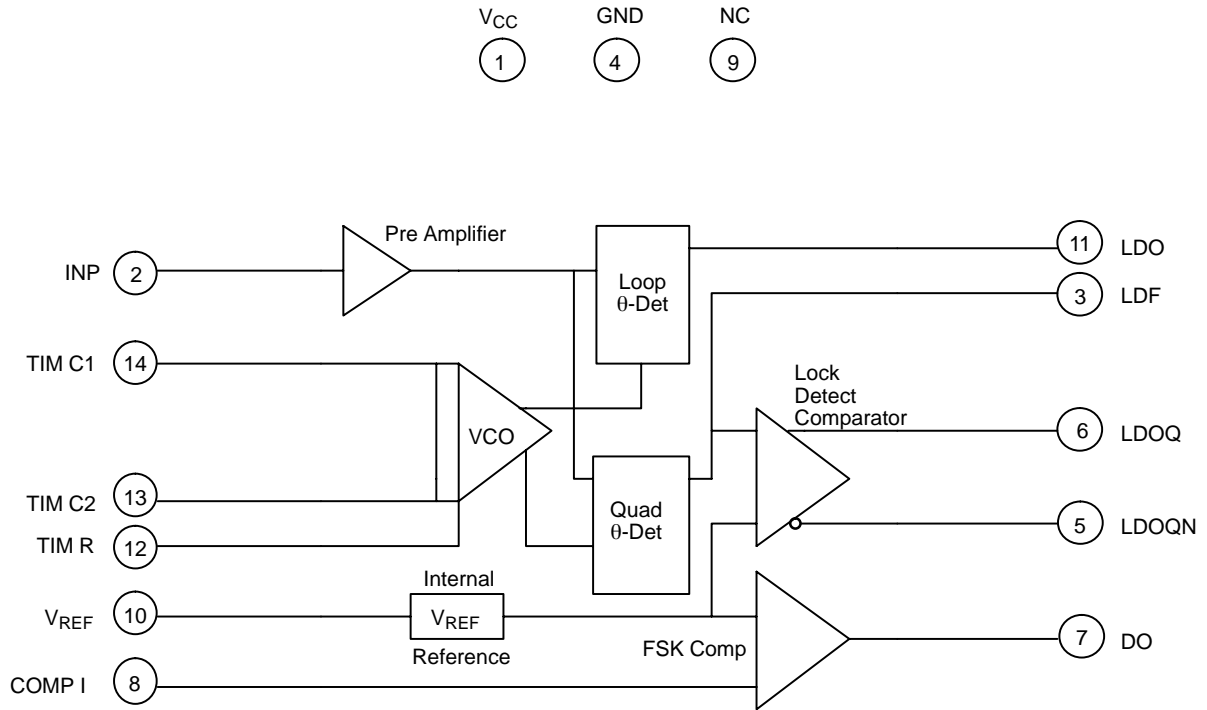 VCC GND NC
1 4 9
Pre Amplifier
INP 2
Loop
θ-Det
11 LDO
3 LDF
TIM C1 14
VCO
Lock
Detect
Comparator
6 LDOQ
TIM C2 13
TIM R 12
Quad
θ-Det
5 LDOQN
Internal
VREF 10
VREF
Reference
FSK Comp
7 DO
COMP I 8